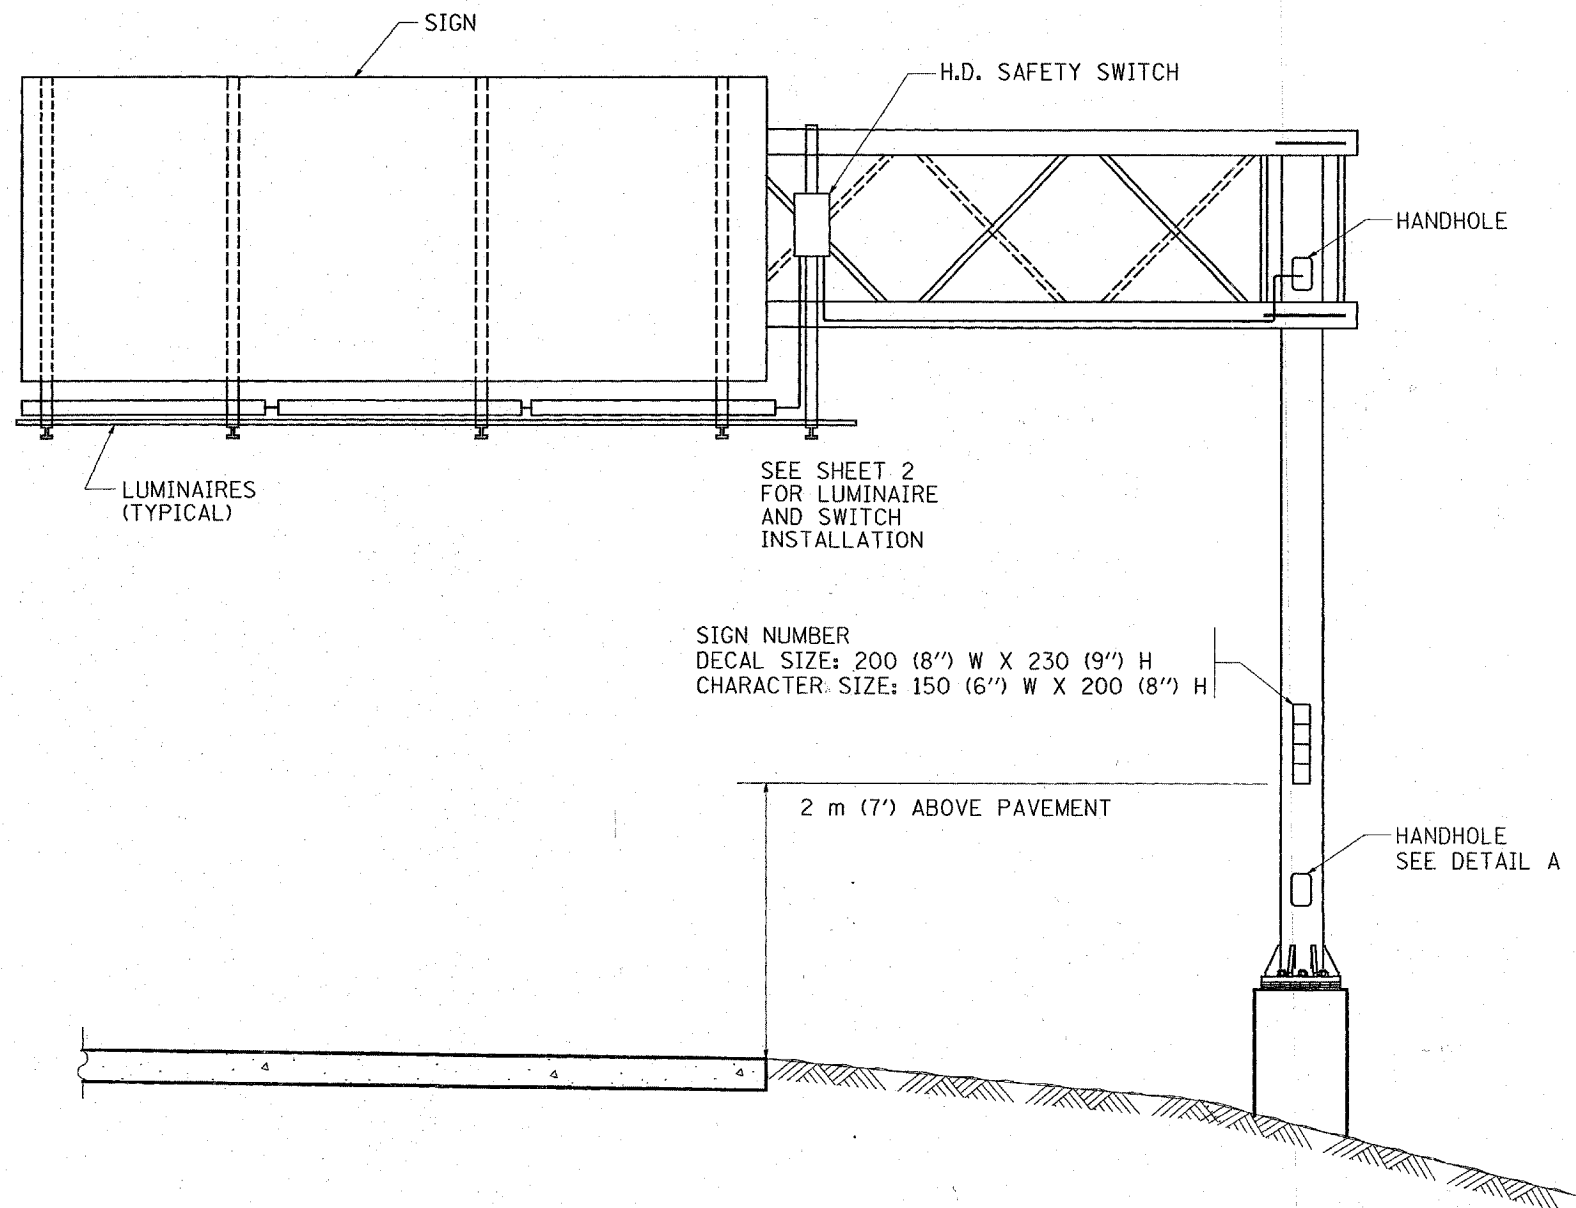 SIGN
H.D. SAFETY SWITCH
HANDHOLE
LUMINAIRES
(TYPICAL)
SEE SHEET 2
FOR LUMINAIRE
AND SWITCH
INSTALLATION
SIGN NUMBER
DECAL SIZE: 200 (8″) W X 230 (9″) H
CHARACTER SIZE: 150 (6″) W X 200 (8″) H
2 m (7′) ABOVE PAVEMENT
HANDHOLE
SEE DETAIL A